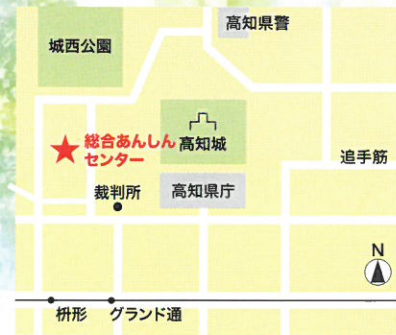 高知県警
城西公園
総合あんしん
センター
高知城
追手筋
裁判所
高知県庁
N
枡形
グランド通